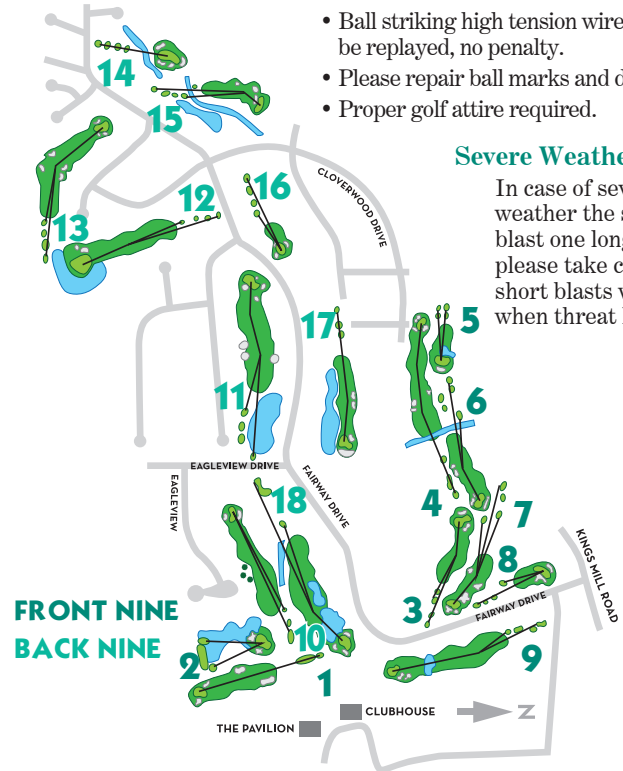 • Ball striking high tension wire
be replayed, no penalty.
• Please repair ball marks and d
• Proper golf attire required.
Severe Weathe
In case of sev
weather the s
blast one long
please take c
short blasts v
when threat
14
15
12
16
13
CLOVERWOOD DRIVE
17
5
11
6
EAGLEVIEW DRIVE
EAGLEVIEW
FAIRWAY DRIVE
18
4
7
8
KINGS MILL ROAD
3
FAIRWAY DRIVE
FRONT NINE
BACK NINE
10
2
1
9
CLUBHOUSE
N
THE PAVILION